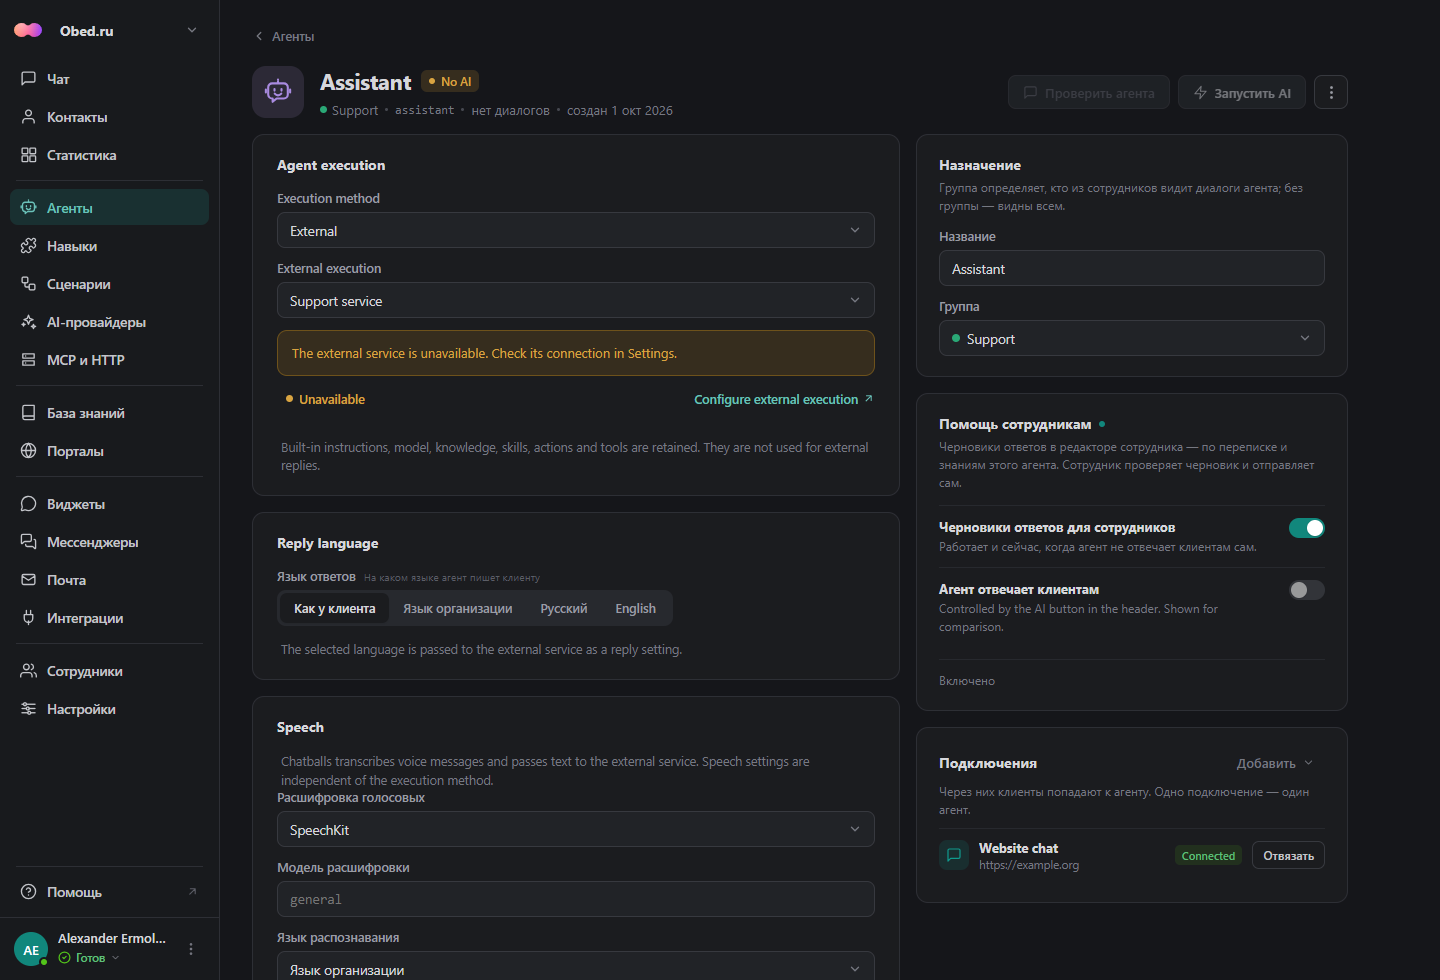 Obed.ru
Чат
Контакты
Статистика
Агенты
Навыки
Сценарии
AI-провайдеры
MCP и HTTP
База знаний
Порталы
Виджеты
Мессенджеры
Почта
Интеграции
Сотрудники
Настройки
Помощь
AE
Alexander Ermol...
Готов
Агенты
Assistant
No AI
Support • assistant • нет диалогов • создан 1 окт 2026
Проверить агента
Запустить AI
Agent execution
Execution method
External
External execution
Support service
The external service is unavailable. Check its connection in Settings.
Unavailable
Configure external execution
Built-in instructions, model, knowledge, skills, actions and tools are retained. They are not used for external
replies.
Reply language
Язык ответов На каком языке агент пишет клиенту
Как у клиента Язык организации Русский English
The selected language is passed to the external service as a reply setting.
Speech
Chatballs transcribes voice messages and passes text to the external service. Speech settings are
independent of the execution method.
Расшифровка голосовых
SpeechKit
Модель расшифровки
general
Язык распознавания
Язык организации
Назначение
Группа определяет, кто из сотрудников видит диалоги агента; без
группы — видны всем.
Название
Assistant
Группа
Support
Помощь сотрудникам
Черновики ответов в редакторе сотрудника — по переписке и
знаниям этого агента. Сотрудник проверяет черновик и отправляет
сам.
Черновики ответов для сотрудников
Работает и сейчас, когда агент не отвечает клиентам сам.
Агент отвечает клиентам
Controlled by the AI button in the header. Shown for
comparison.
Включено
Подключения
Добавить
Через них клиенты попадают к агенту. Одно подключение — один
агент.
Website chat
https://example.org
Connected
Отвязать